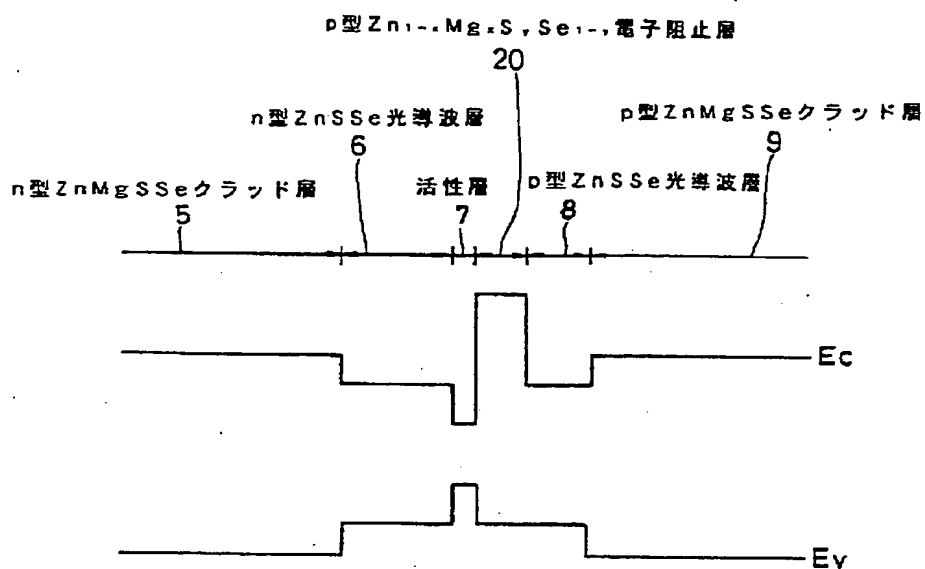 p型Zn₁₋ₓMgₓSᵧSe₁₋ᵧ電子阻止層
20
n型ZnSSe光導波層
6
p型ZnMgSSeクラッド層
9
n型ZnMgSSeクラッド層
5
活性層
7
p型ZnSSe光導波層
8
Ec
Ev